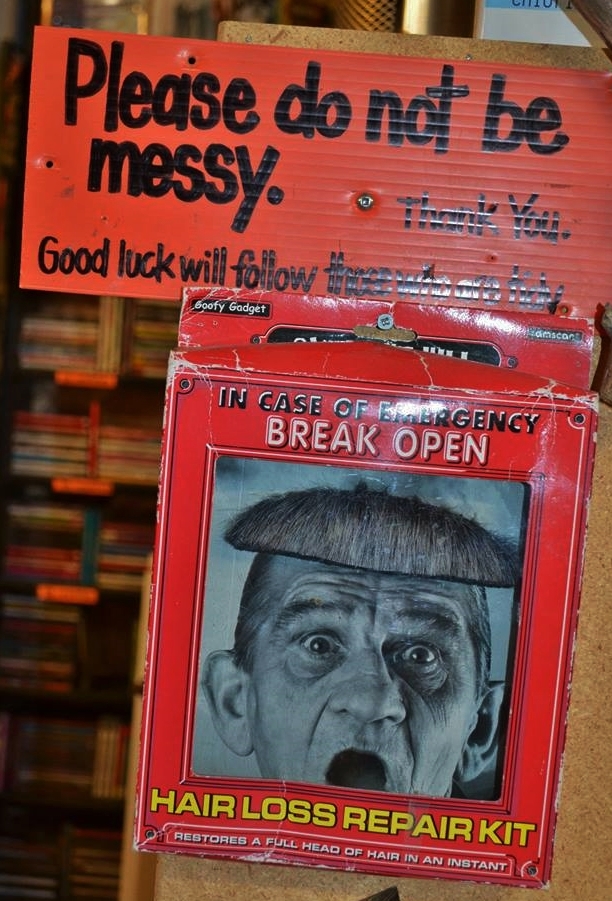 Please do not be
messy.
Thank You.
Good luck will follow those who are tidy
Goofy Gadget
amscan
IN CASE OF EMERGENCY
BREAK OPEN
HAIR LOSS REPAIR KIT
RESTORES A FULL HEAD OF HAIR IN AN INSTANT